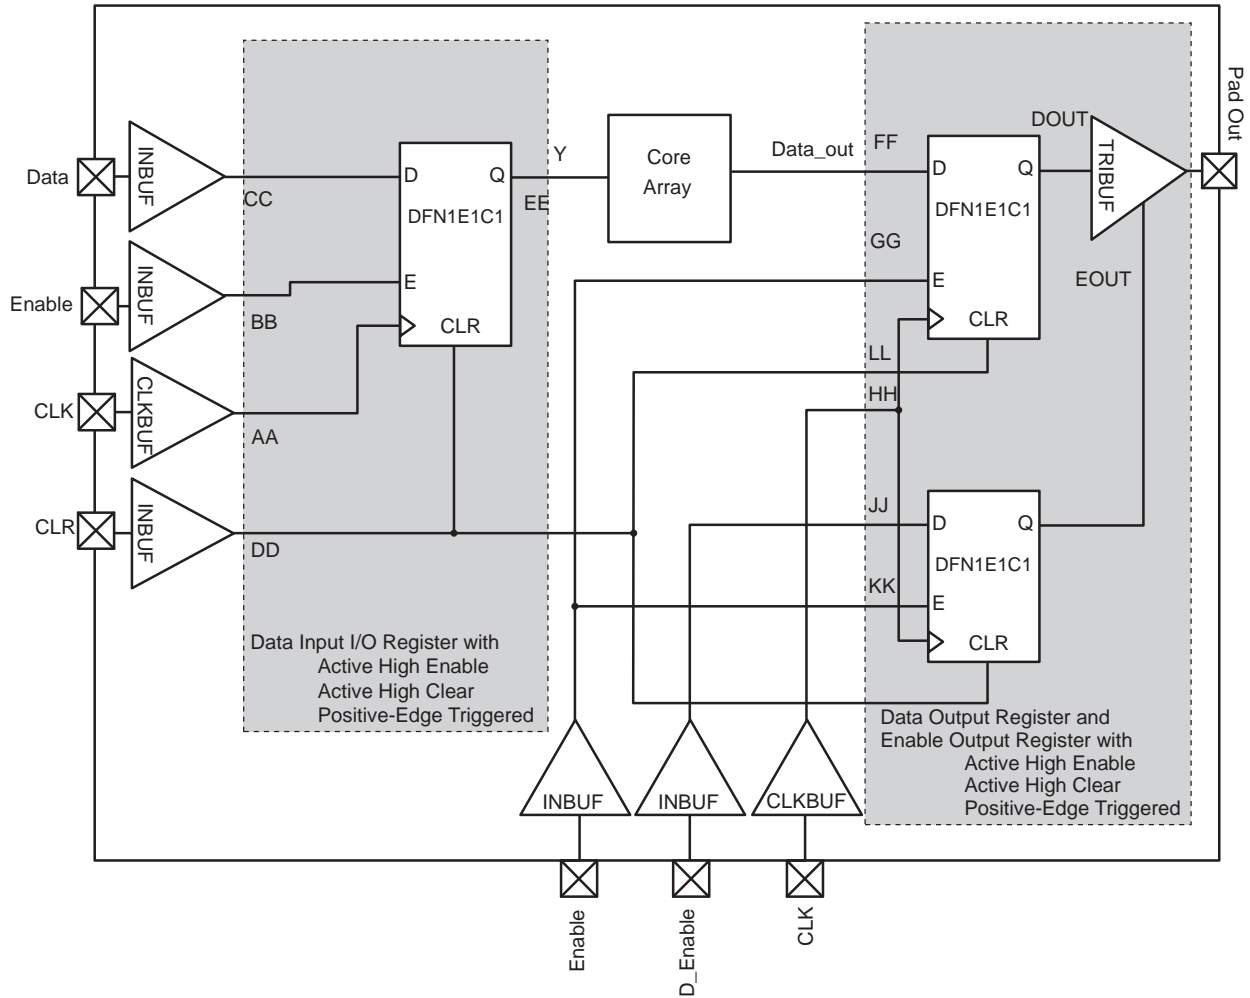 Data
INBUF
CC
Enable
INBUF
BB
CLK
CLKBUF
AA
CLR
INBUF
DD
D
Q
DFN1E1C1
E
CLR
Y
EE
Data Input I/O Register with
Active High Enable
Active High Clear
Positive-Edge Triggered
Core
Array
Data_out
FF
GG
LL
HH
JJ
KK
D
Q
DFN1E1C1
E
CLR
DOUT
TRIBUF
EOUT
Pad Out
D
Q
DFN1E1C1
E
CLR
Data Output Register and
Enable Output Register with
Active High Enable
Active High Clear
Positive-Edge Triggered
INBUF
INBUF
CLKBUF
Enable
D_Enable
CLK